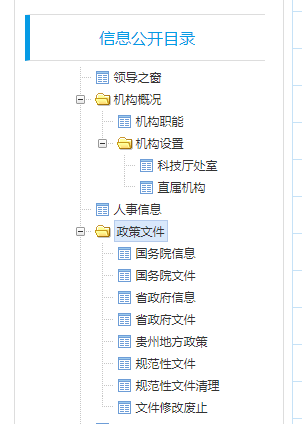 信息公开目录
领导之窗
机构概况
机构职能
机构设置
科技厅处室
直属机构
人事信息
政策文件
国务院信息
国务院文件
省政府信息
省政府文件
贵州地方政策
规范性文件
规范性文件清理
文件修改废止